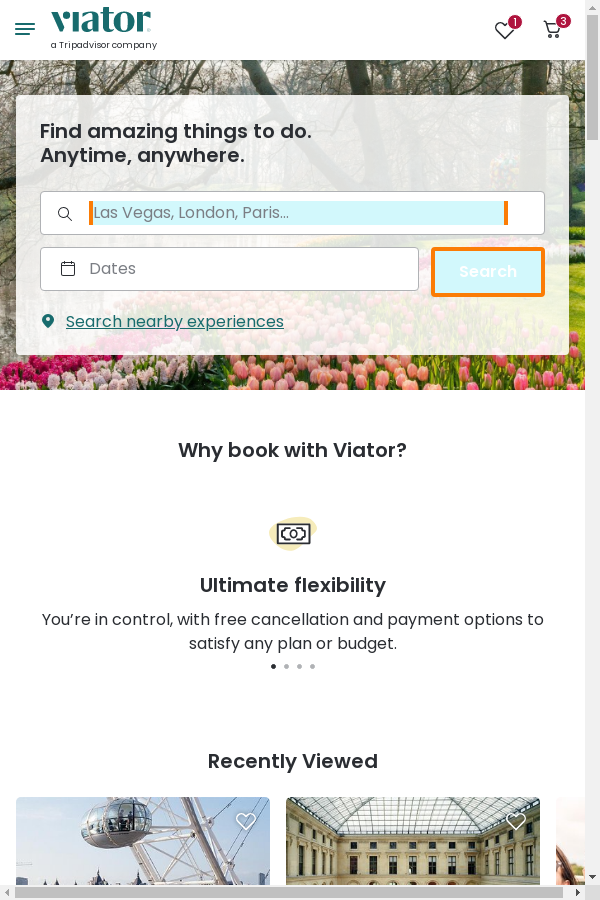 viator
a Tripadvisor company
1
3
Find amazing things to do.
Anytime, anywhere.
Las Vegas, London, Paris...
Dates
Search
Search nearby experiences
Why book with Viator?
Ultimate flexibility
You’re in control, with free cancellation and payment options to
satisfy any plan or budget.
Recently Viewed